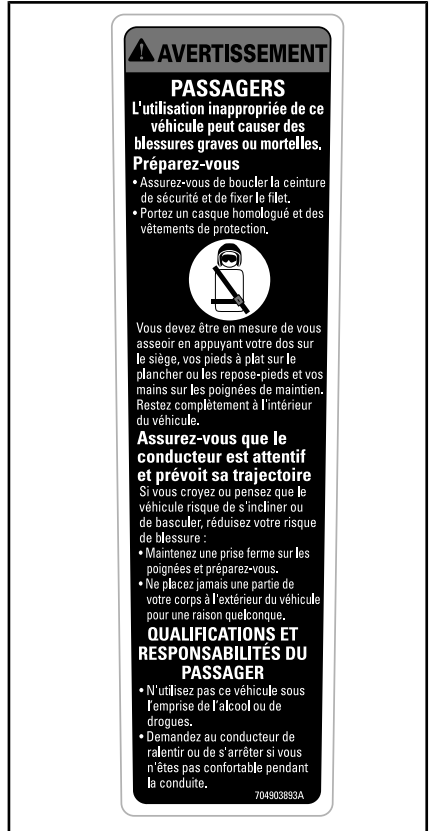 AVERTISSEMENT
PASSAGERS
L'utilisation inappropriée de ce
véhicule peut causer des
blessures graves ou mortelles.
Préparez-vous
• Assurez-vous de boucler la ceinture
de sécurité et de fixer le filet.
• Portez un casque homologué et des
vêtements de protection.
Vous devez être en mesure de vous
asseoir en appuyant votre dos sur
le siège, vos pieds à plat sur le
plancher ou les repose-pieds et vos
mains sur les poignées de maintien.
Restez complètement à l'intérieur
du véhicule.
Assurez-vous que le
conducteur est attentif
et prévoit sa trajectoire
Si vous croyez ou pensez que le
véhicule risque de s'incliner ou
de basculer, réduisez votre risque
de blessure :
• Maintenez une prise ferme sur les
poignées et préparez-vous.
• Ne placez jamais une partie de
votre corps à l'extérieur du véhicule
pour une raison quelconque.
QUALIFICATIONS ET
RESPONSABILITÉS DU
PASSAGER
• N'utilisez pas ce véhicule sous
l'emprise de l'alcool ou de
drogues.
• Demandez au conducteur de
ralentir ou de s'arrêter si vous
n'êtes pas confortable pendant
la conduite.
704903893A